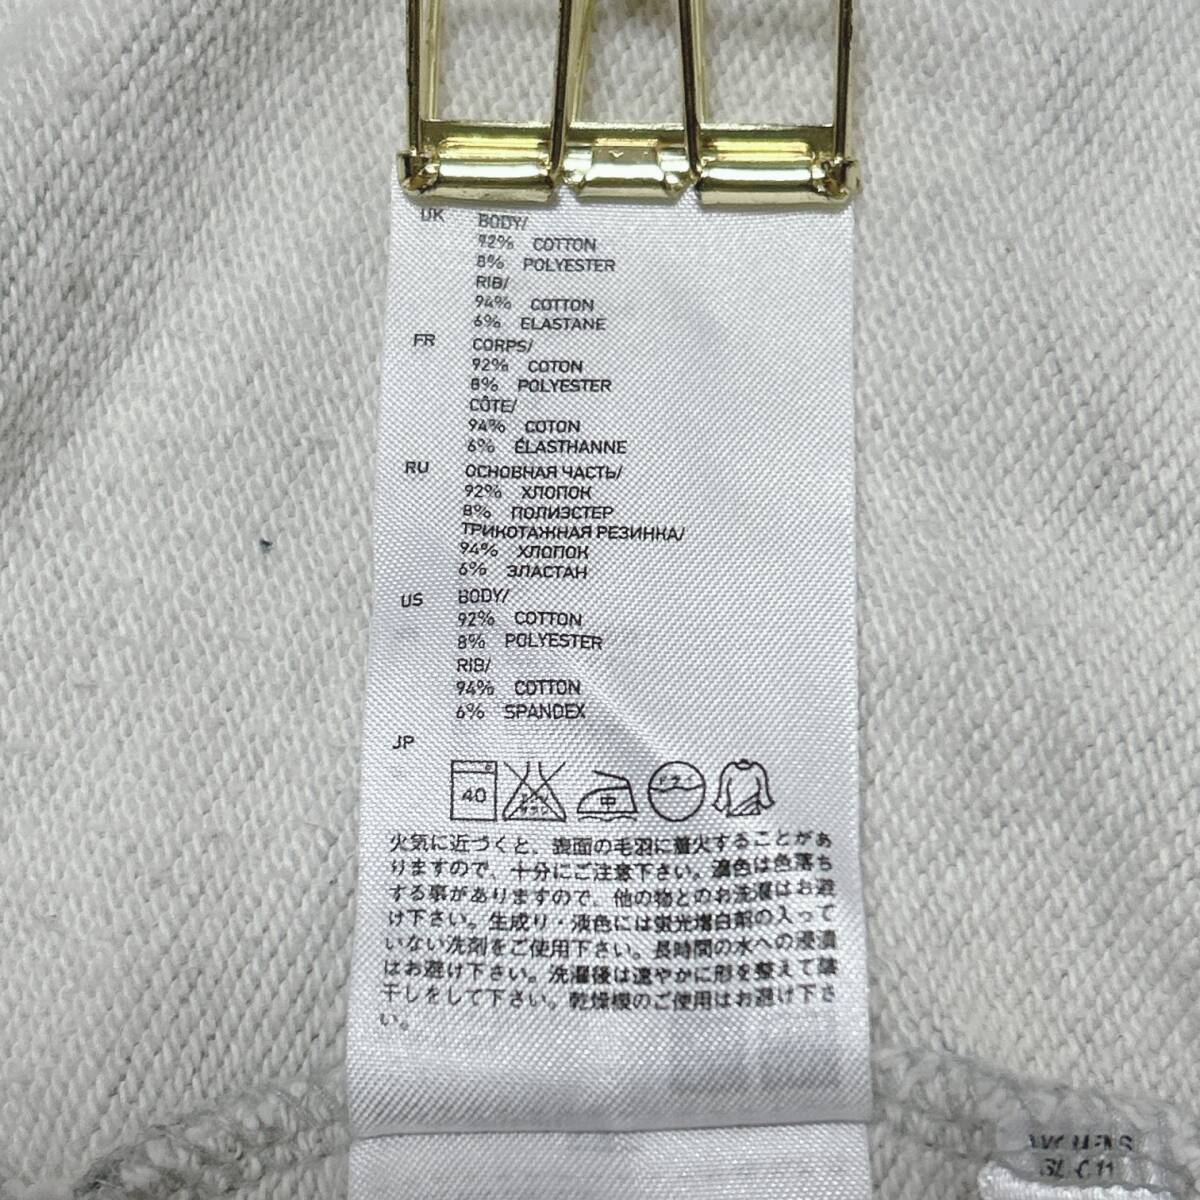 UK BODY/
92% COTTON
8% POLYESTER
RIB/
94% COTTON
6% ELASTANE
FR CORPS/
92% COTON
8% POLYESTER
CÔTE/
94% COTON
6% ÉLASTHANNE
RU ОСНОВНАЯ ЧАСТЬ/
92% ХЛОПОК
8% ПОЛИЭСТЕР
ТРИКОТАЖНАЯ РЕЗИНКА/
94% ХЛОПОК
6% ЭЛАСТАН
US BODY/
92% COTTON
8% POLYESTER
RIB/
94% COTTON
6% SPANDEX
JP
40 中
火気に近づくと、表面の毛羽に着火することがあ
りますので、十分にご注意下さい。濃色は色落ち
する事がありますので、他の物とのお洗濯はお避
け下さい。生成り・淡色には蛍光増白剤の入って
いない洗剤をご使用下さい。長時間の水への浸漬
はお避け下さい。洗濯後は速やかに形を整えて陰
干しをして下さい。乾燥機のご使用はお避け下さ
い。
WOMENS